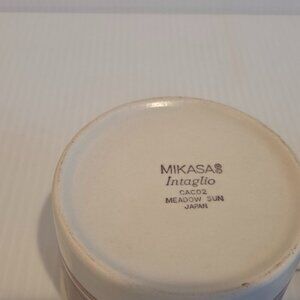 MIKASA
Intaglio
CAC02
MEADOW SUN
JAPAN